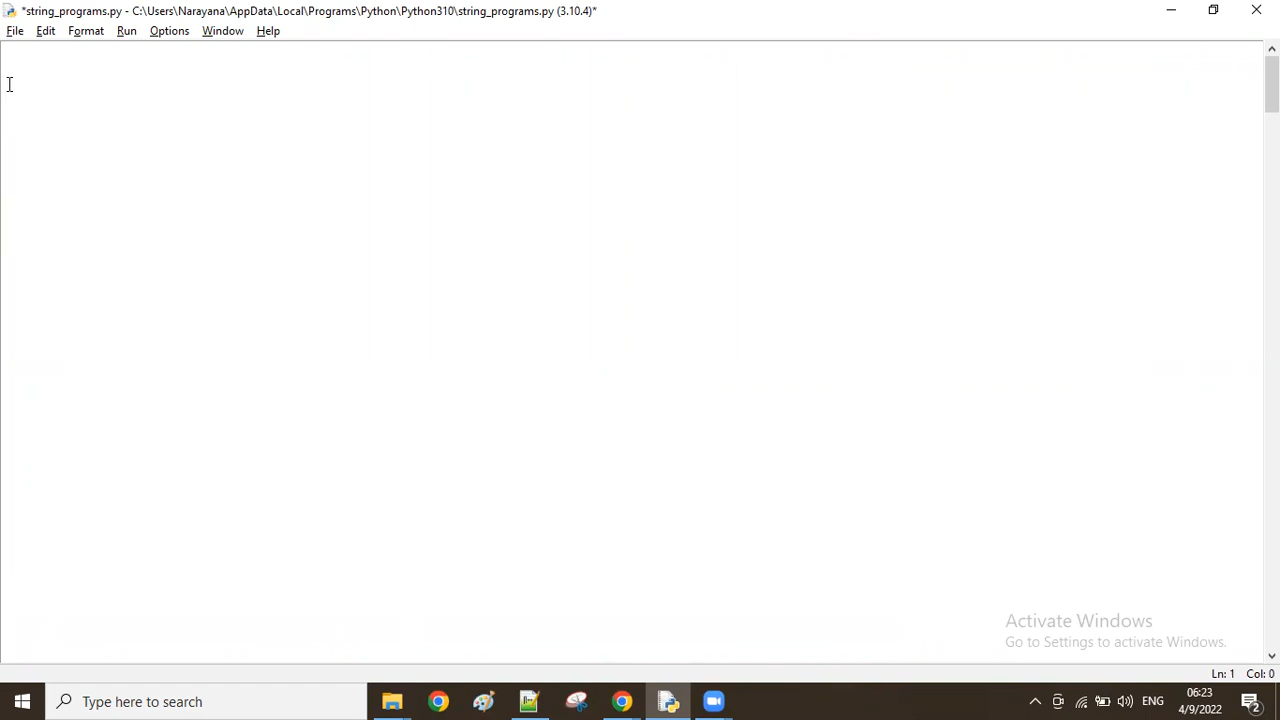 *string_programs.py - C:\Users\Narayana\AppData\Local\Programs\Python\Python310\string_programs.py (3.10.4)*
File Edit Format Run Options Window Help
Activate Windows
Go to Settings to activate Windows.
Ln: 1 Col: 0
Type here to search
ENG
06:23
4/9/2022
2